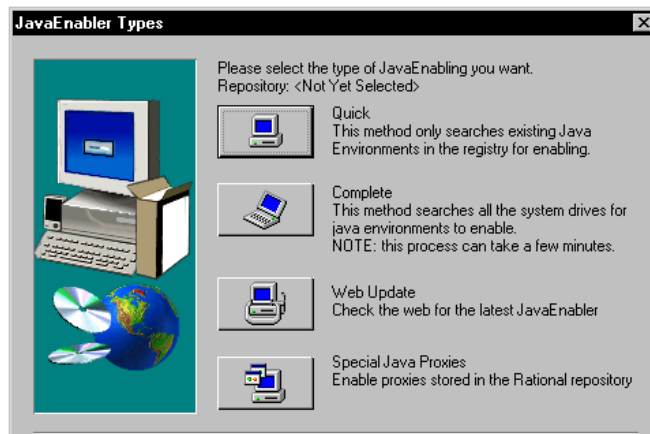 JavaEnabler Types
Please select the type of JavaEnabling you want.
Repository: <Not Yet Selected>
Quick
This method only searches existing Java
Environments in the registry for enabling.
Complete
This method searches all the system drives for
java environments to enable.
NOTE: this process can take a few minutes.
Web Update
Check the web for the latest JavaEnabler
Special Java Proxies
Enable proxies stored in the Rational repository